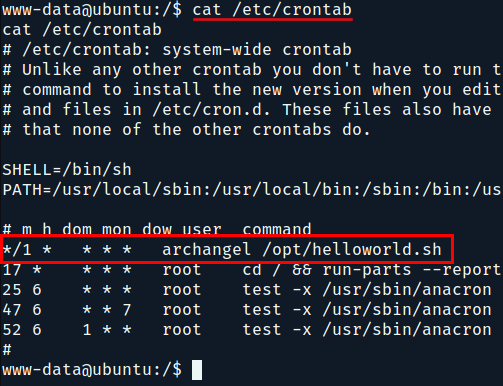 www-data@ubuntu:/$ cat /etc/crontab
cat /etc/crontab
# /etc/crontab: system-wide crontab
# Unlike any other crontab you don't have to run t
# command to install the new version when you edit
# and files in /etc/cron.d. These files also have
# that none of the other crontabs do.
SHELL=/bin/sh
PATH=/usr/local/sbin:/usr/local/bin:/sbin:/bin:/us
# m h dom mon dow user  command
*/1 *   * * *   archangel /opt/helloworld.sh
17 *    * * *   root    cd / && run-parts --report
25 6    * * *   root    test -x /usr/sbin/anacron
47 6    * * 7   root    test -x /usr/sbin/anacron
52 6    1 * *   root    test -x /usr/sbin/anacron
#
www-data@ubuntu:/$